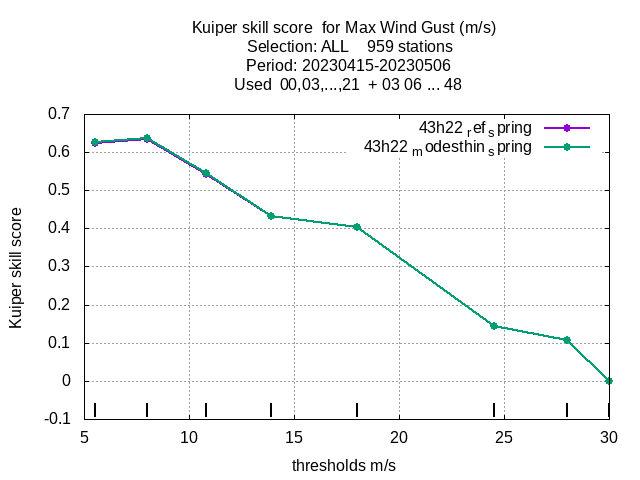 Kuiper skill score  for Max Wind Gust (m/s)
Selection: ALL    959 stations
Period: 20230415-20230506
Used  00,03,...,21  + 03 06 ... 48
43h22 ref spring
43h22 modesthin spring
Kuiper skill score
0.7
0.6
0.5
0.4
0.3
0.2
0.1
0
-0.1
5 10 15 20 25 30
thresholds m/s